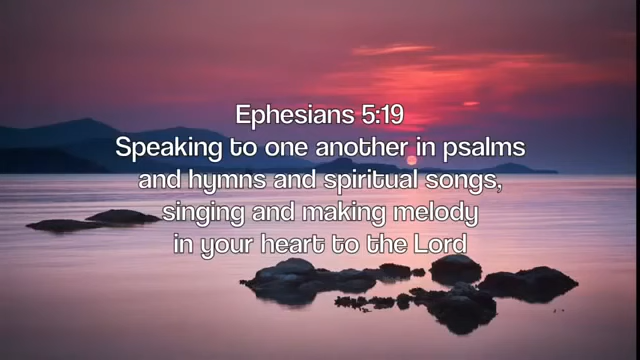 Ephesians 5:19
Speaking to one another in psalms
and hymns and spiritual songs,
singing and making melody
in your heart to the Lord